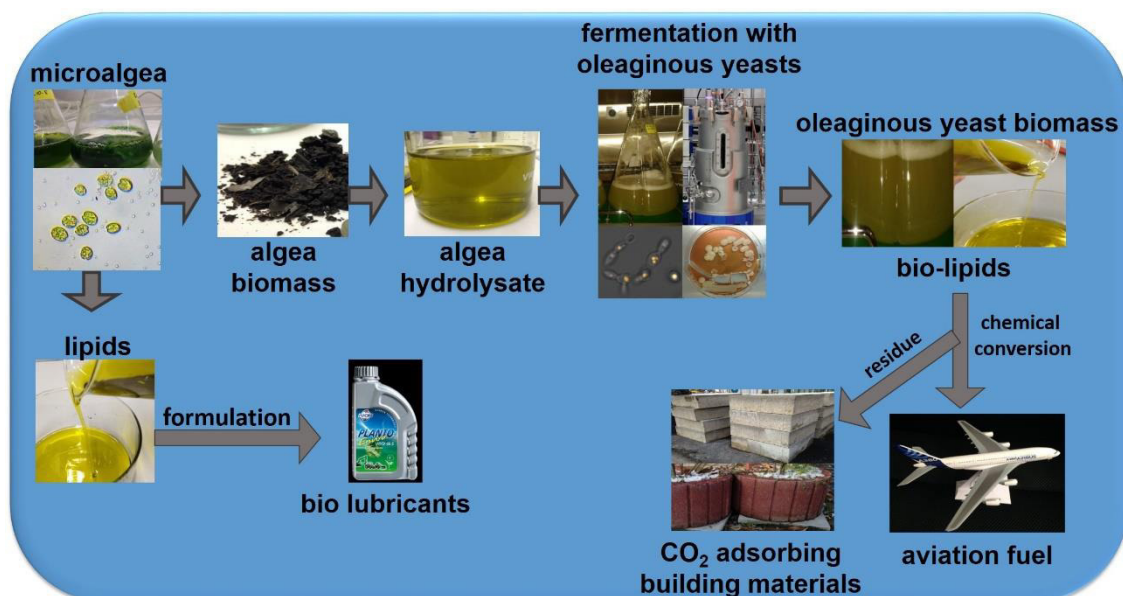 microalgea
fermentation with
oleaginous yeasts
oleaginous yeast biomass
algea
biomass
algea
hydrolysate
bio-lipids
lipids
formulation
PLANTO
bio lubricants
residue
chemical
conversion
CO₂ adsorbing
building materials
aviation fuel